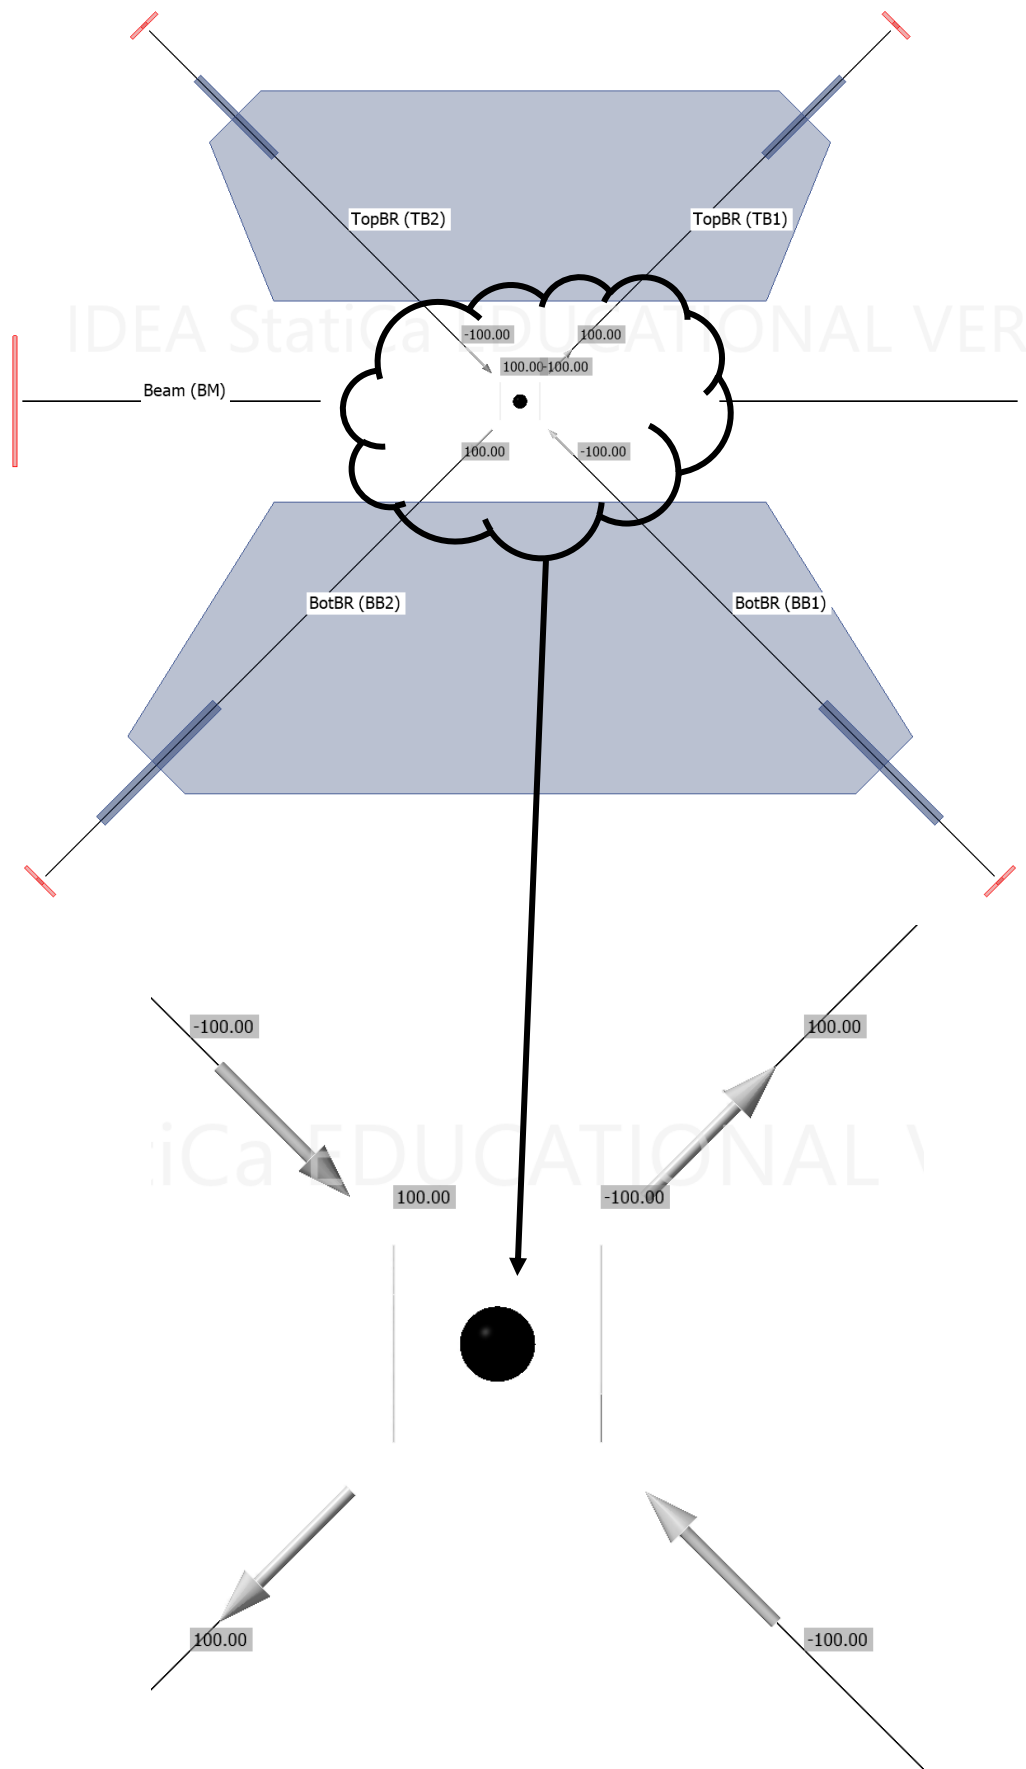 TopBR (TB2)
TopBR (TB1)
IDEA StatiCa EDUCATIONAL VER
-100.00
100.00
100.00
-100.00
Beam (BM)
100.00
-100.00
BotBR (BB2)
BotBR (BB1)
-100.00
100.00
tiCa EDUCATIONAL V
100.00
-100.00
100.00
-100.00